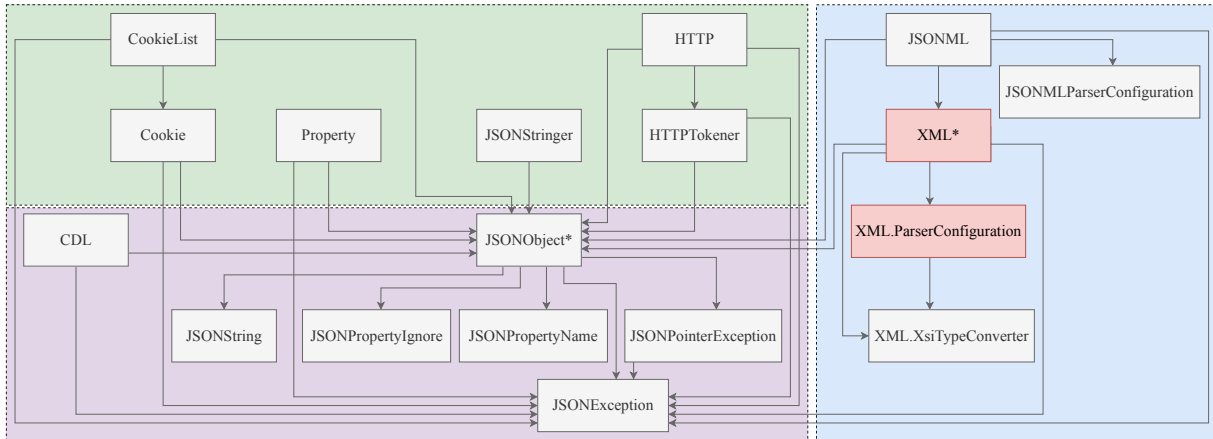 CookieList
HTTP
JSONML
JSONMLParserConfiguration
Cookie
Property
JSONStringer
HTTPTokener
XML*
CDL
JSONObject*
XML.ParserConfiguration
JSONString
JSONPropertyIgnore
JSONPropertyName
JSONPointerException
XML.XsiTypeConverter
JSONException